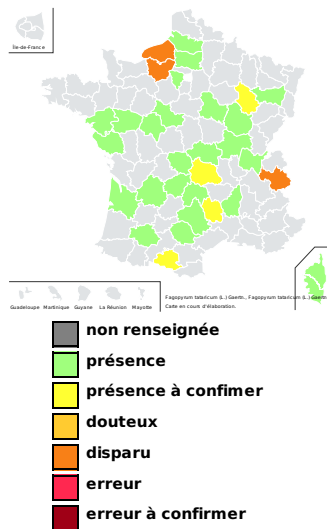 Île-de-France
Guadeloupe Martinique Guyane La Réunion Mayotte
Fagopyrum tataricum (L.) Gaertn., Fagopyrum tataricum (L.) Gaertn
Carte en cours d'élaboration.
non renseignée
présence
présence à confimer
douteux
disparu
erreur
erreur à confirmer